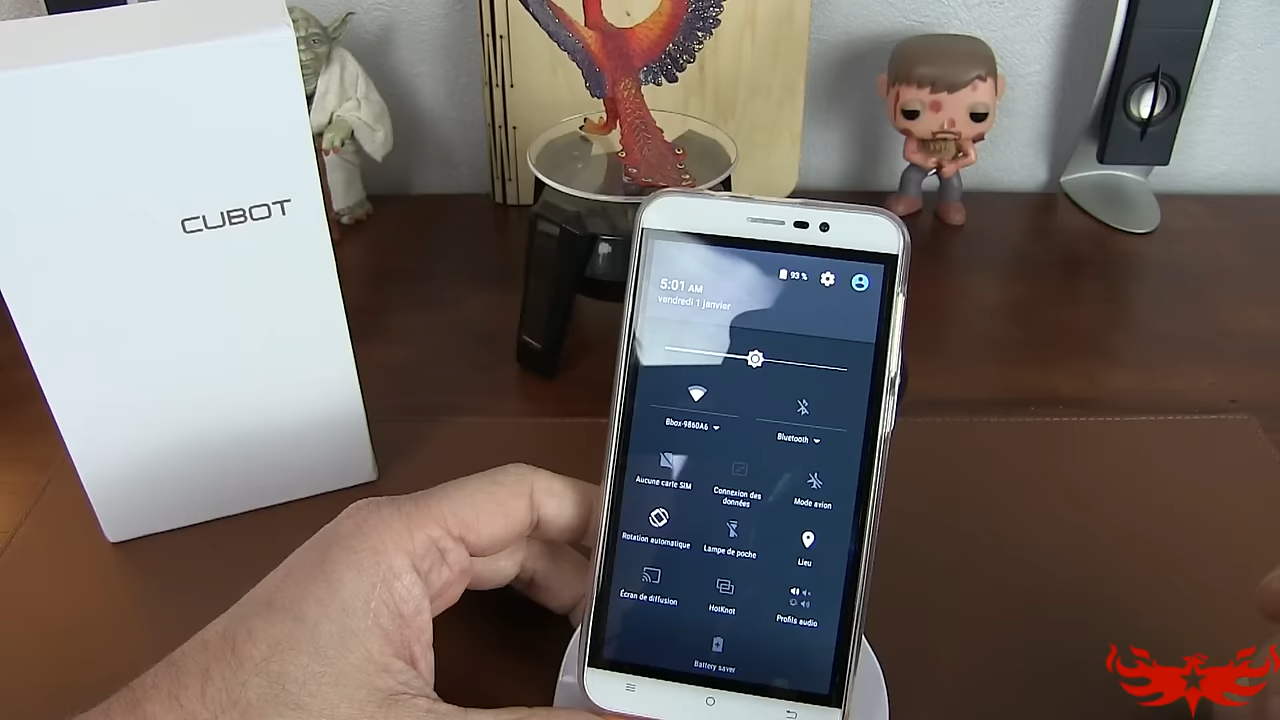 CUBOT
93 %
5:01 AM
vendredi 1 janvier
Bbox-9860A6
Bluetooth
Aucune carte SIM
Connexion des
données
Mode avion
Rotation automatique
Lampe de poche
Lieu
Écran de diffusion
HotKnot
Profils audio
Battery saver